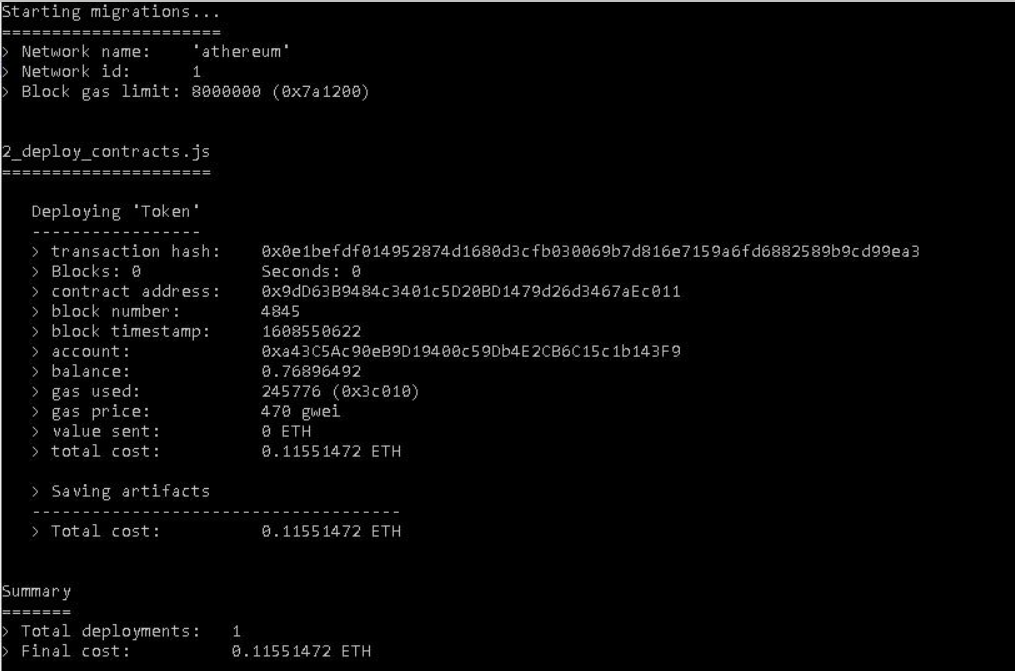 Starting migrations...
======================
> Network name:    'athereum'
> Network id:      1
> Block gas limit: 8000000 (0x7a1200)
2_deploy_contracts.js
=====================
Deploying 'Token'
-----------------
> transaction hash:    0x0e1befdf014952874d1680d3cfb030069b7d816e7159a6fd6882589b9cd99ea3
> Blocks: 0            Seconds: 0
> contract address:    0x9dD63B9484c3401c5D20BD1479d26d3467aEc011
> block number:        4845
> block timestamp:     1608550622
> account:             0xa43C5Ac90eB9D19400c59Db4E2CB6C15c1b143F9
> balance:             0.76896492
> gas used:            245776 (0x3c010)
> gas price:           470 gwei
> value sent:          0 ETH
> total cost:          0.11551472 ETH
> Saving artifacts
-------------------------------------
> Total cost:          0.11551472 ETH
Summary
=======
> Total deployments:   1
> Final cost:          0.11551472 ETH